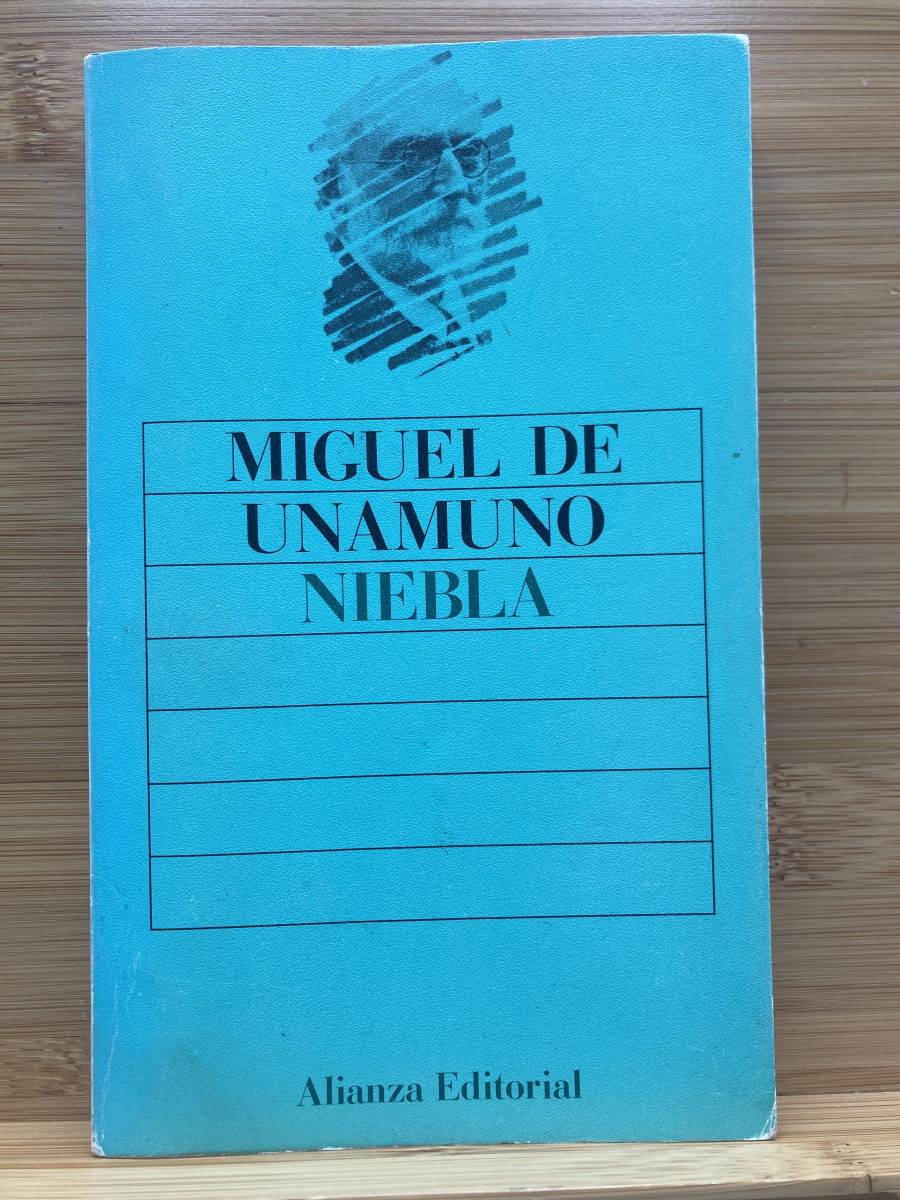 MIGUEL DE
UNAMUNO
NIEBLA
Alianza Editorial